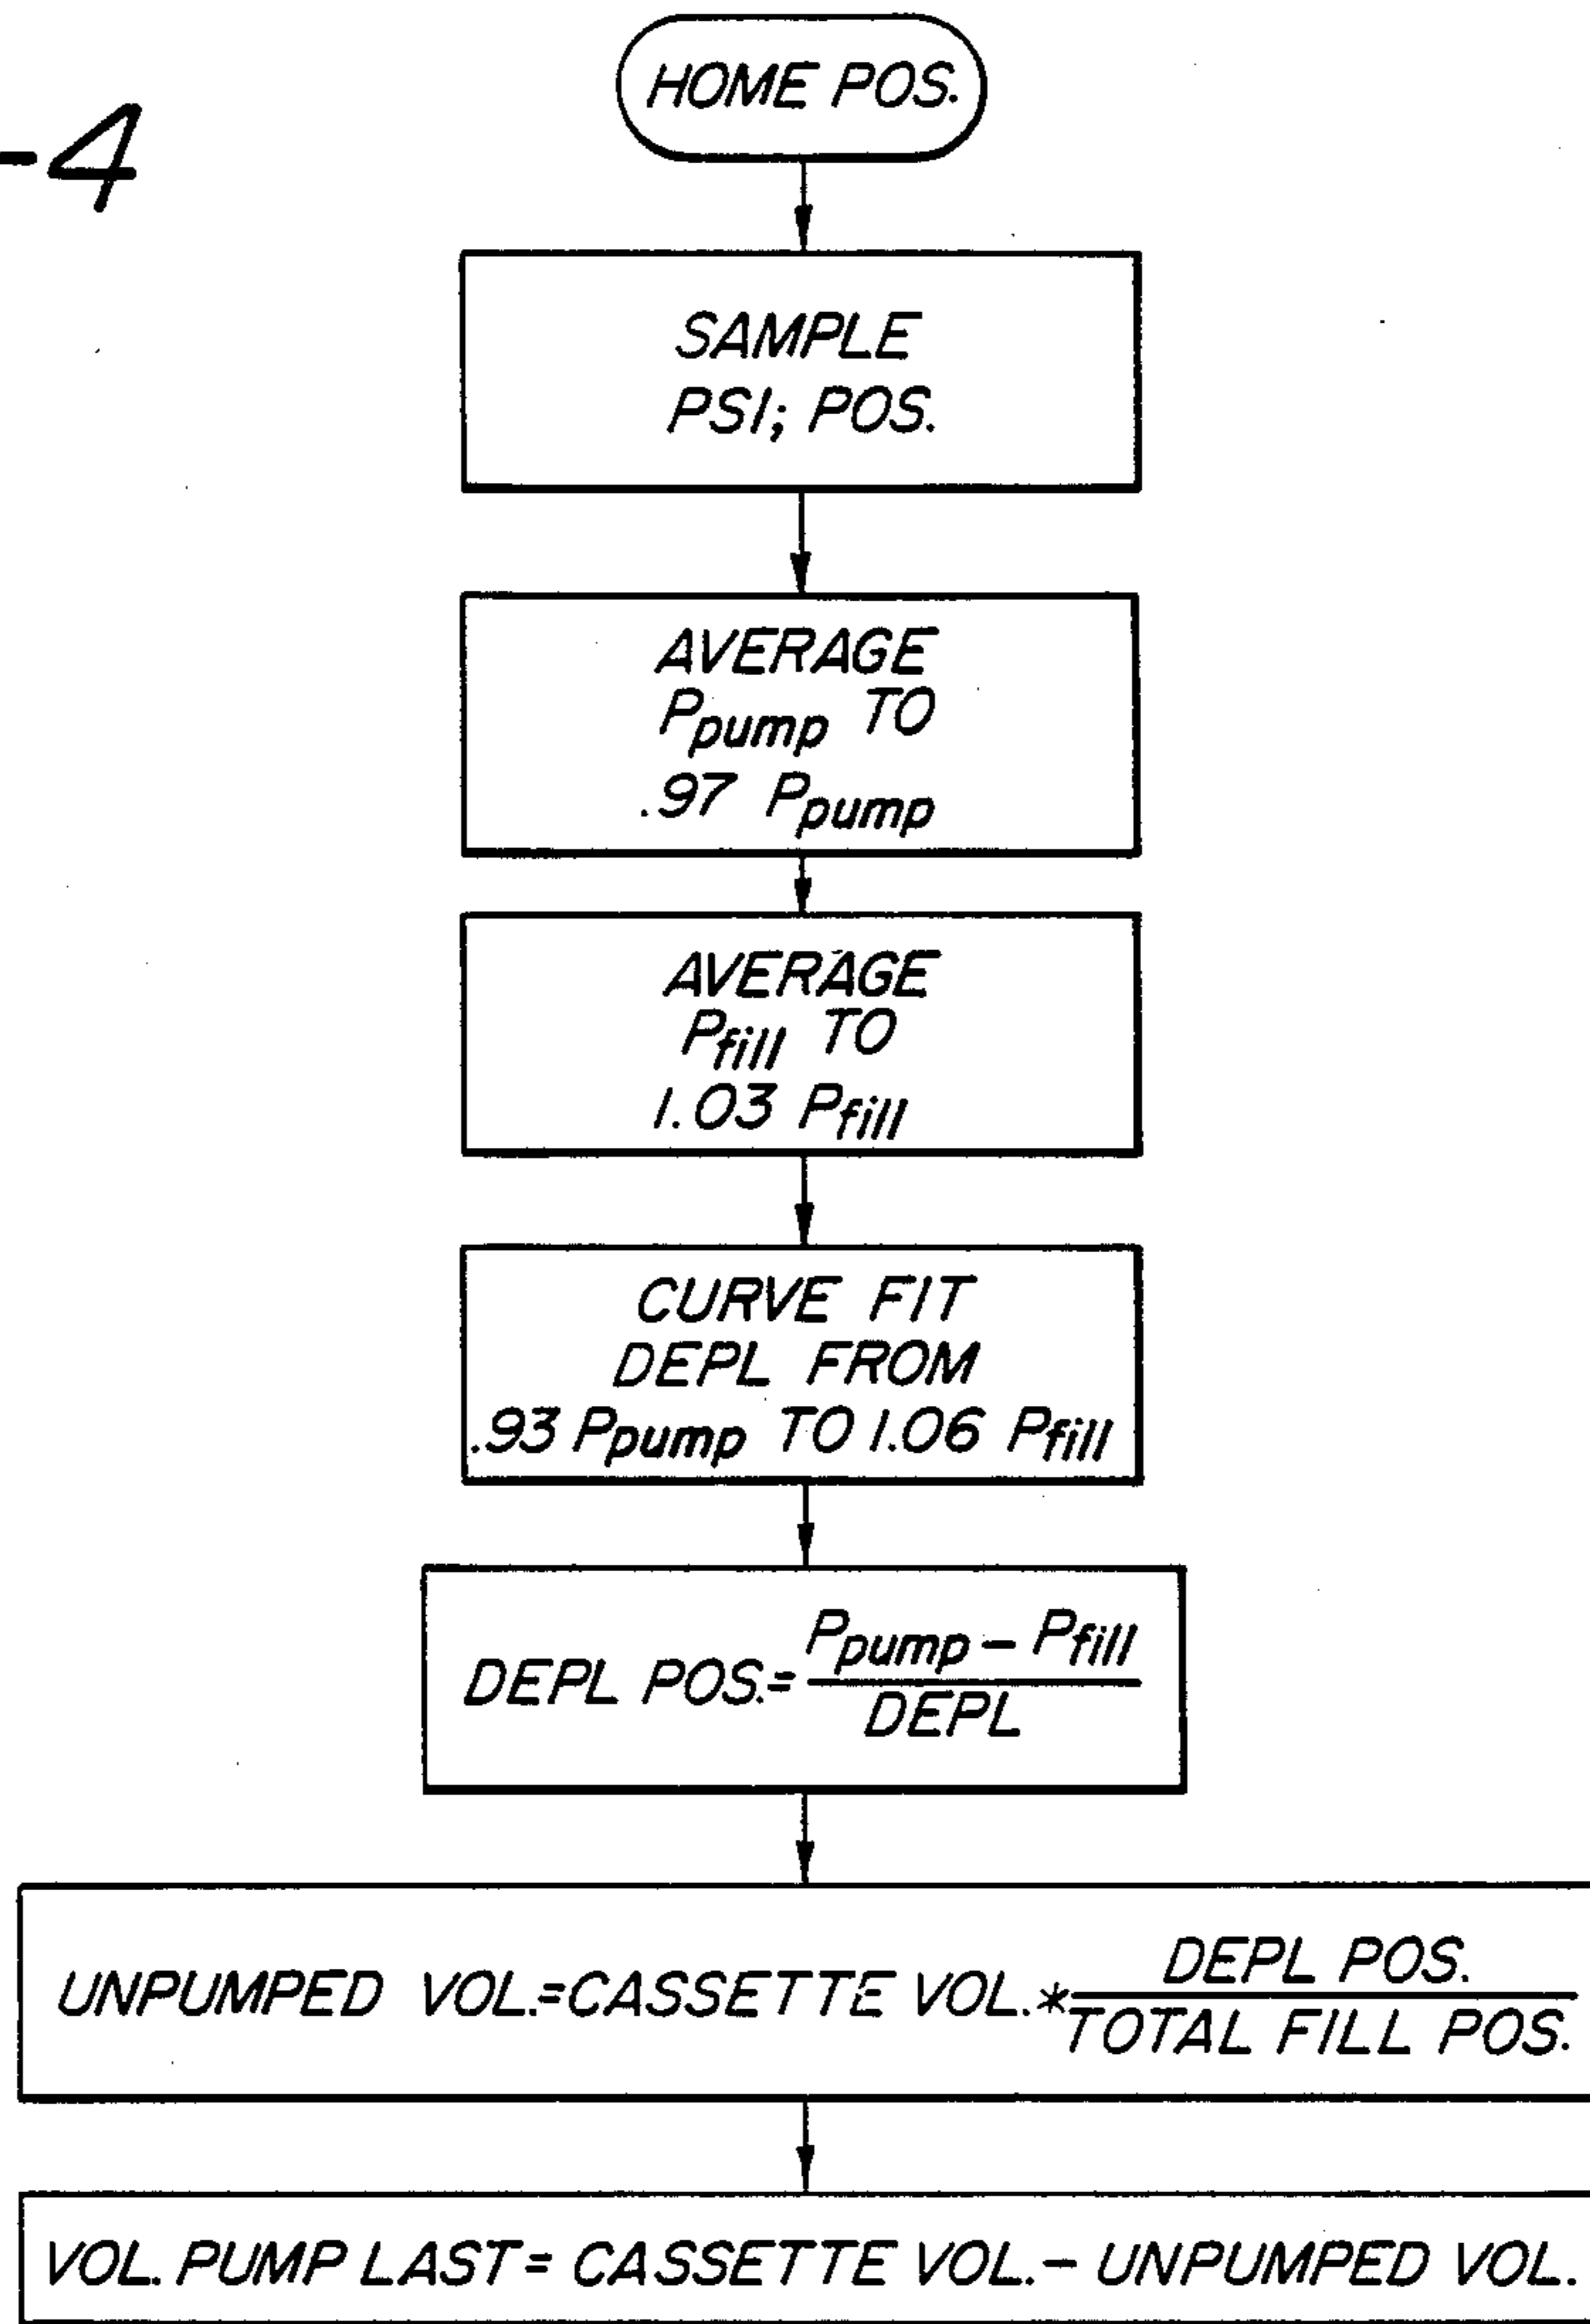 -4
HOME POS.
SAMPLE
PSI; POS.
AVERAGE
Ppump TO
.97 Ppump
AVERAGE
Pfill TO
1.03 Pfill
CURVE FIT
DEPL FROM
.93 Ppump TO 1.06 Pfill
DEPL POS.= Ppump - Pfill
DEPL
UNPUMPED VOL.=CASSETTE VOL.* DEPL POS.
TOTAL FILL POS.
VOL. PUMP LAST = CASSETTE VOL. - UNPUMPED VOL.